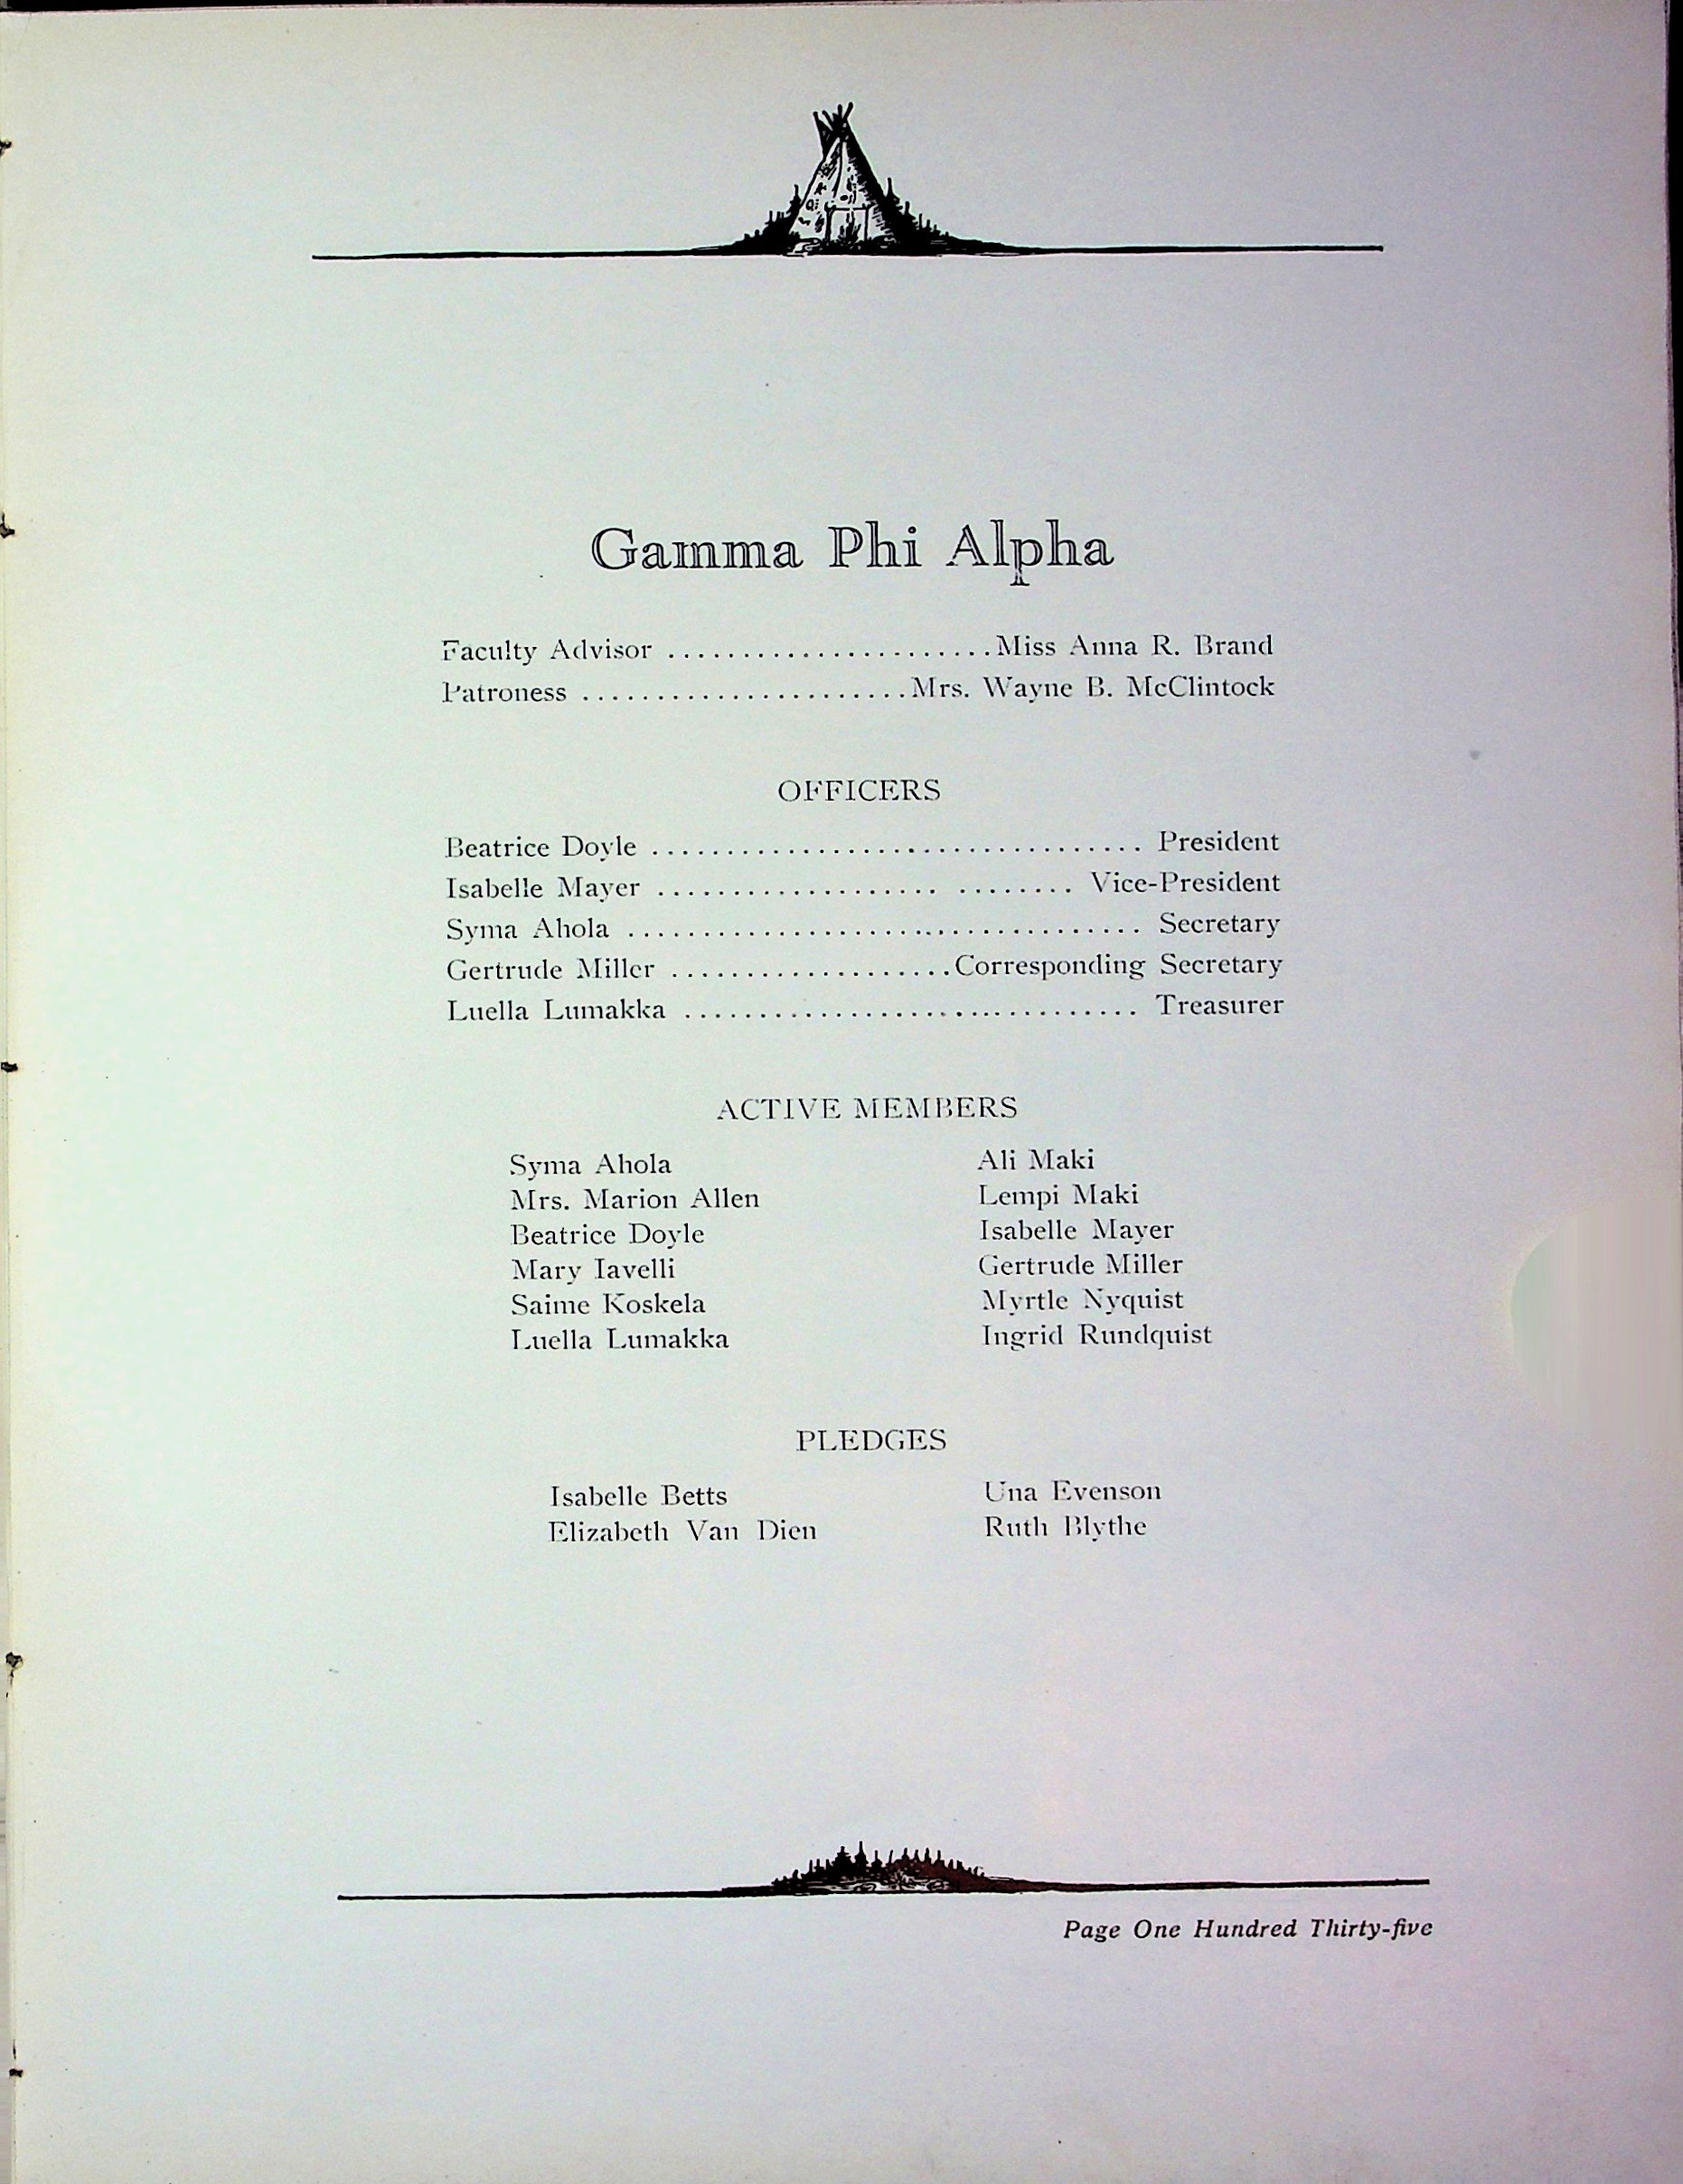 Gamma Phi Alpha
Faculty Advisor ......................Miss Anna R. Brand
Patroness ......................Mrs. Wayne B. McClintock
OFFICERS
Beatrice Doyle ................................. President
Isabelle Mayer ................... ........ Vice-President
Syma Ahola ................................... Secretary
Gertrude Miller ...................Corresponding Secretary
Luella Lumakka ............................... Treasurer
ACTIVE MEMBERS
Syma Ahola
Mrs. Marion Allen
Beatrice Doyle
Mary Iavelli
Saime Koskela
Luella Lumakka
Ali Maki
Lempi Maki
Isabelle Mayer
Gertrude Miller
Myrtle Nyquist
Ingrid Rundquist
PLEDGES
Isabelle Betts
Elizabeth Van Dien
Una Evenson
Ruth Blythe
Page One Hundred Thirty-five